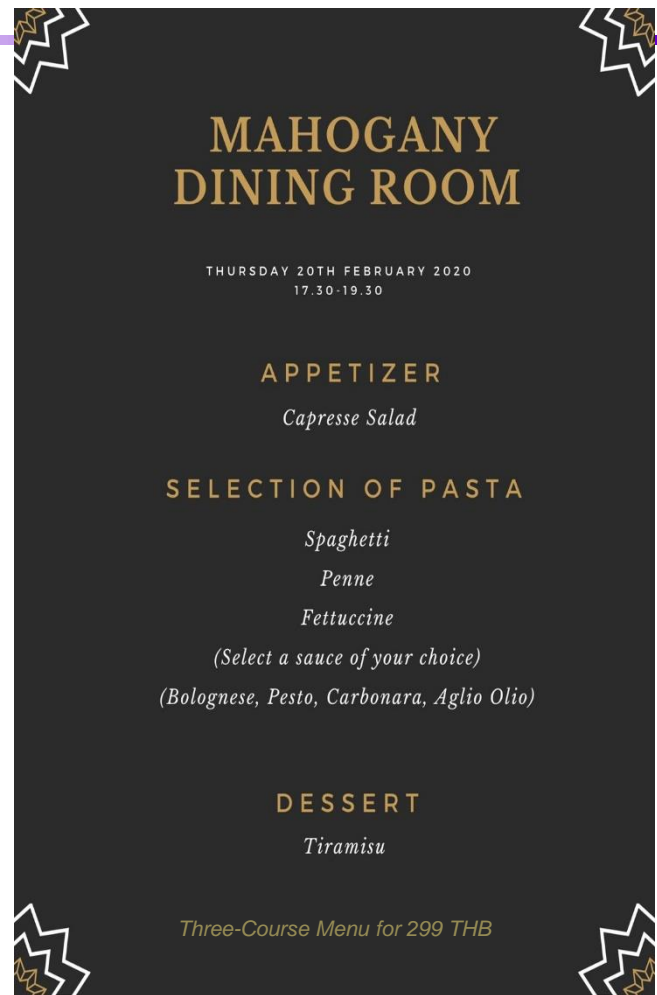 MAHOGANY
DINING ROOM
THURSDAY 20TH FEBRUARY 2020
17.30-19.30
APPETIZER
Capresse Salad
SELECTION OF PASTA
Spaghetti
Penne
Fettuccine
(Select a sauce of your choice)
(Bolognese, Pesto, Carbonara, Aglio Olio)
DESSERT
Tiramisu
Three-Course Menu for 299 THB